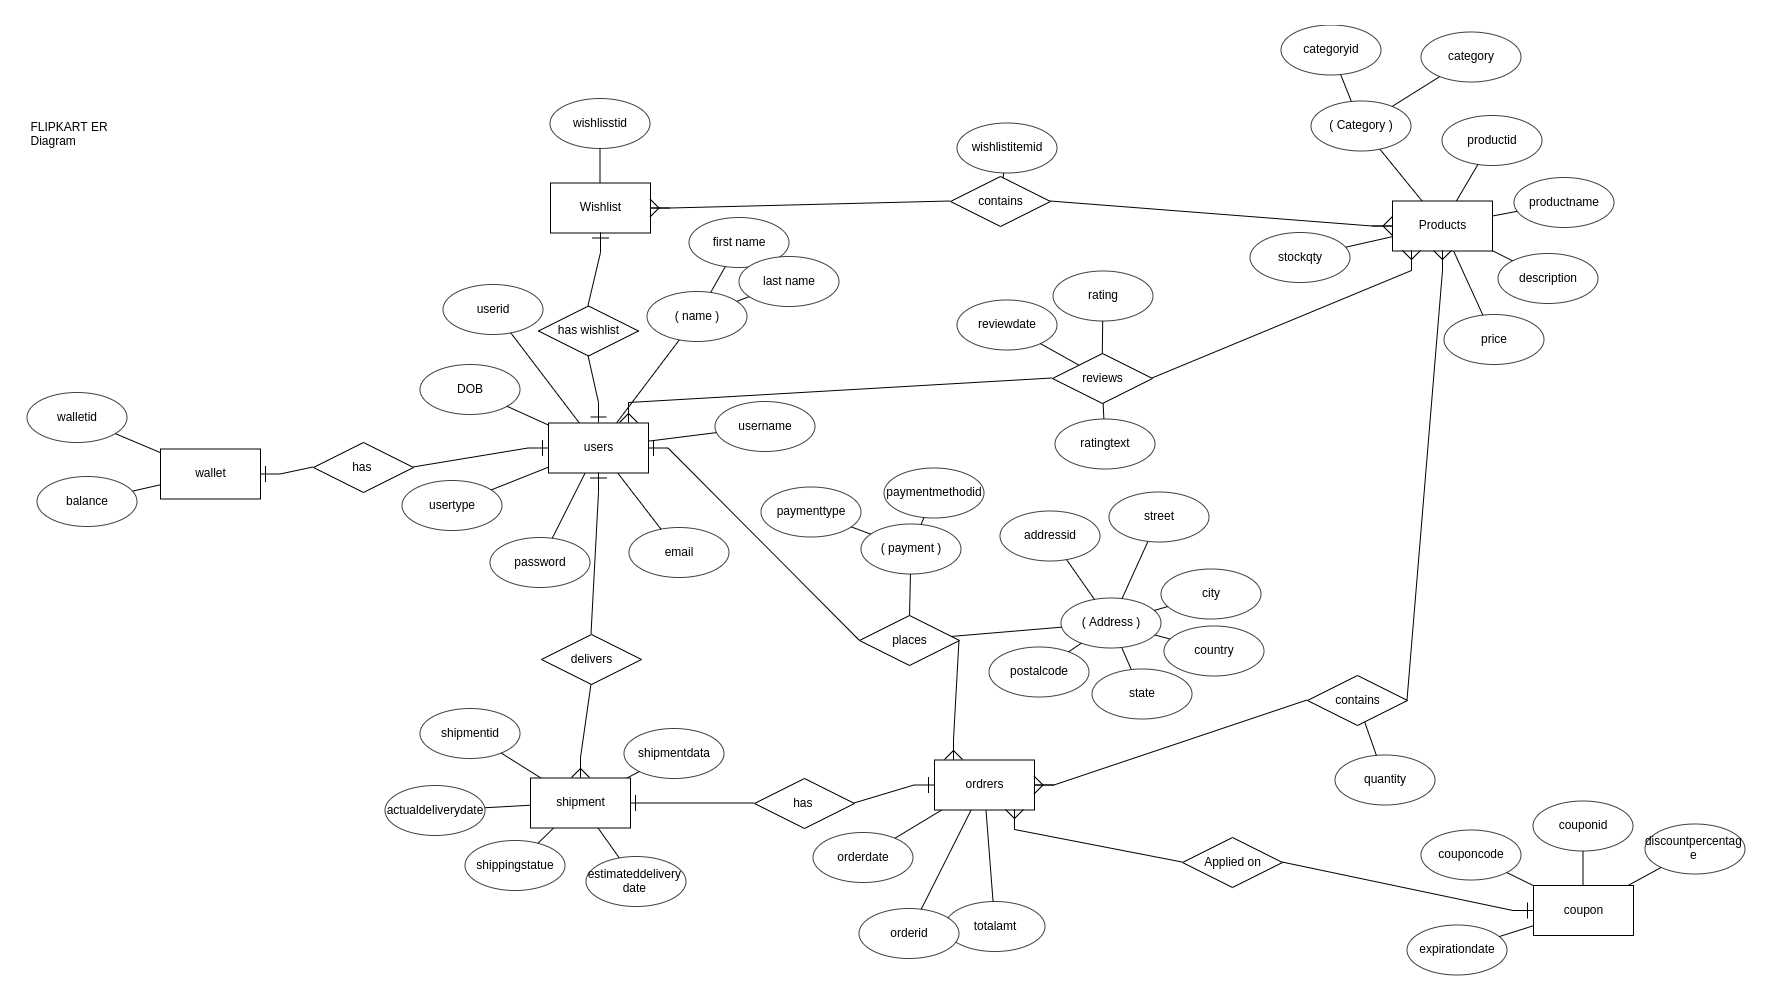 categoryid
category
wishlisstid
FLIPKART ER
Diagram
( Category )
productid
wishlistitemid
Wishlist
contains
productname
Products
first name
stockqty
last name
description
userid
has wishlist
( name )
rating
reviewdate
price
reviews
DOB
walletid
username
ratingtext
users
wallet
has
balance
usertype
paymenttype
paymentmethodid
street
addressid
( payment )
password
email
city
( Address )
places
country
delivers
postalcode
state
contains
shipmentid
shipmentdata
quantity
ordrers
actualdeliverydate
shipment
has
couponid
orderdate
couponcode
discountpercentag
e
Applied on
shippingstatue
estimateddelivery
date
coupon
orderid
totalamt
expirationdate